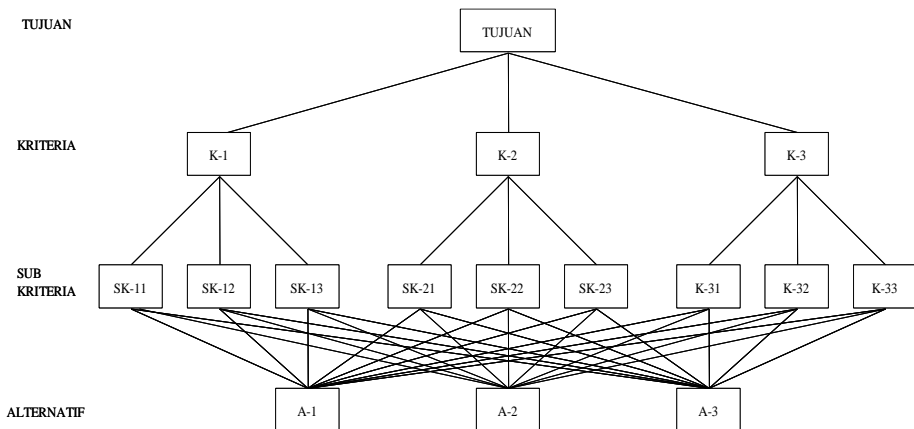 TUJUAN
TUJUAN
KRITERIA
K-1
K-2
K-3
SUB
KRITERIA
SK-11
SK-12
SK-13
SK-21
SK-22
SK-23
K-31
K-32
K-33
ALTERNATIF
A-1
A-2
A-3